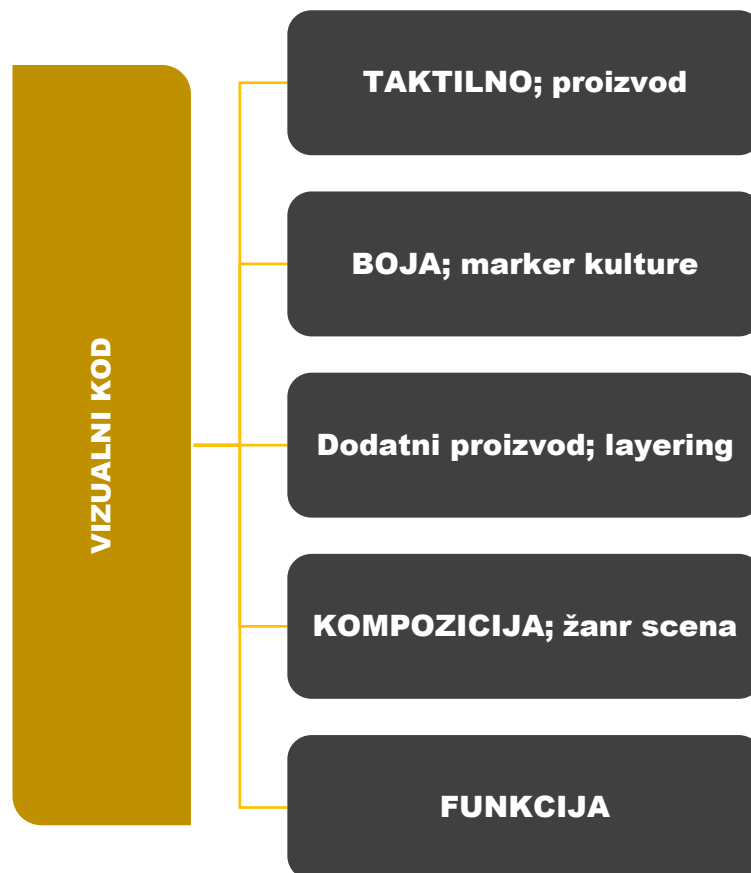 VIZUALNI KOD
TAKTILNO; proizvod
BOJA; marker kulture
Dodatni proizvod; layering
KOMPOZICIJA; žanr scena
FUNKCIJA